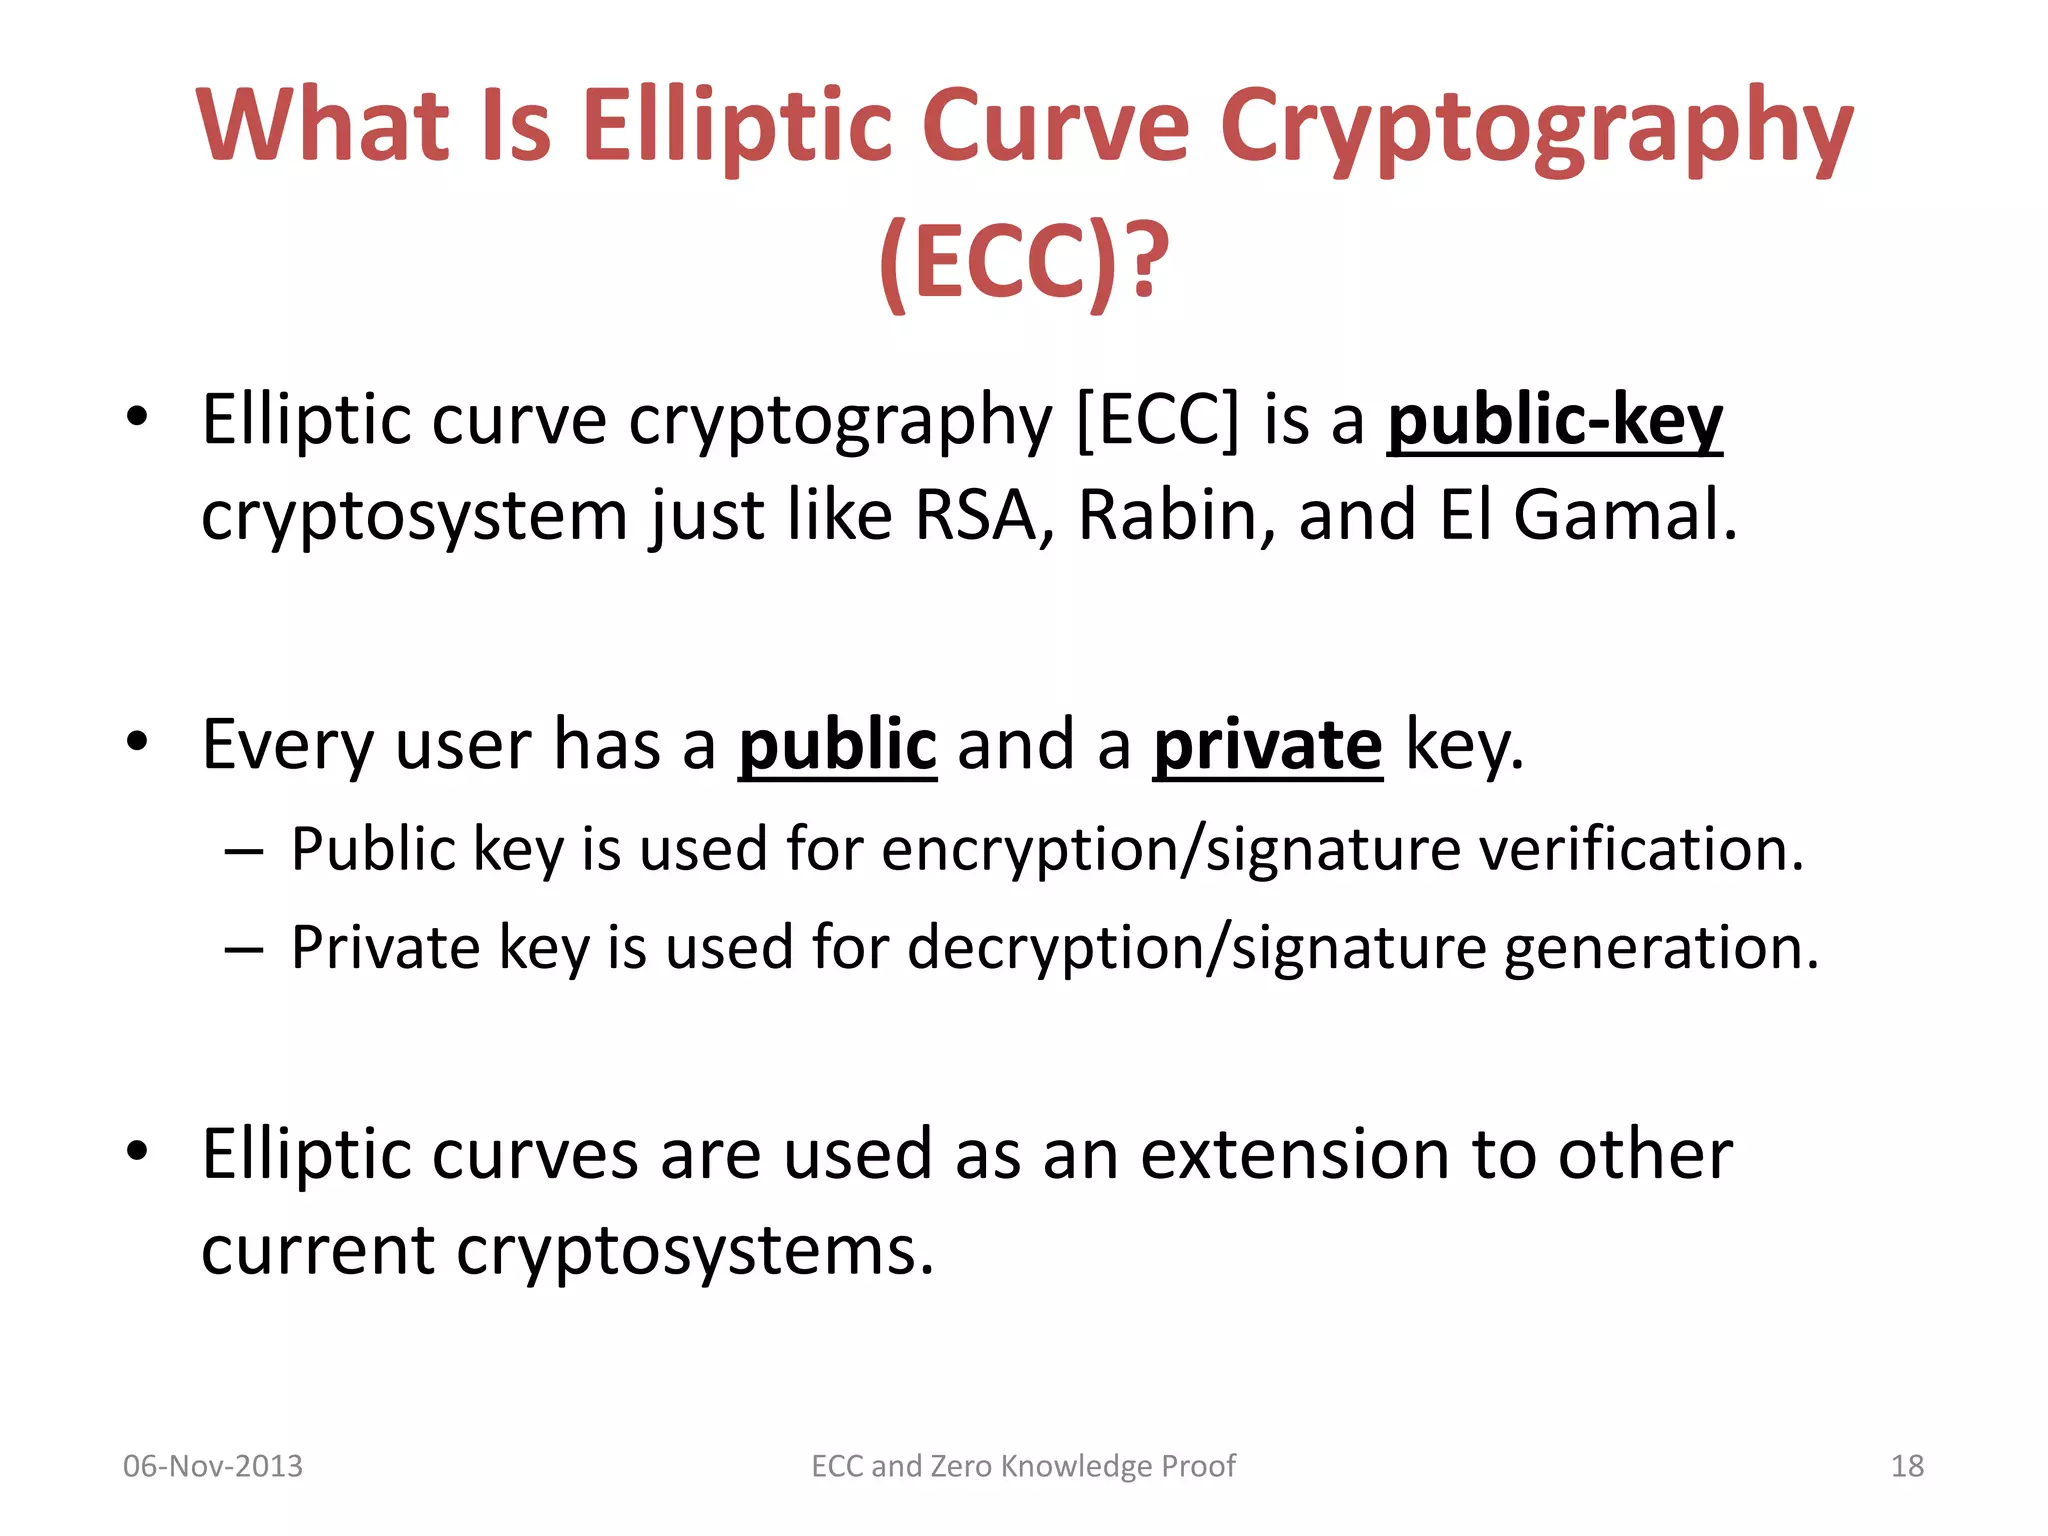 What Is Elliptic Curve Cryptography
(ECC)?
• Elliptic curve cryptography [ECC] is a public-key
cryptosystem just like RSA, Rabin, and El Gamal.
• Every user has a public and a private key.
– Public key is used for encryption/signature verification.
– Private key is used for decryption/signature generation.
• Elliptic curves are used as an extension to other
current cryptosystems.
06-Nov-2013 ECC and Zero Knowledge Proof 18